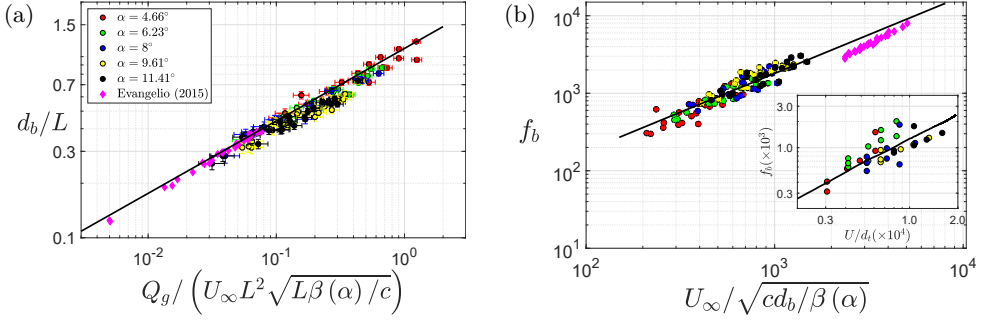 (a)
1.5
0.7
0.3
0.1
d_b/L
α = 4.66°
α = 6.23°
α = 8°
α = 9.61°
α = 11.41°
Evangelio (2015)
10^-2
10^-1
10^0
Q_g/(U_∞L^2√(Lβ(α)/c))
(b)
10^4
10^3
10^2
10^1
f_b
3.0
1.0
0.3
f_b(×10^3)
0.3
1.0
2.0
U/d_t(×10^4)
10^2
10^3
10^4
U_∞/√(cd_b/β(α))